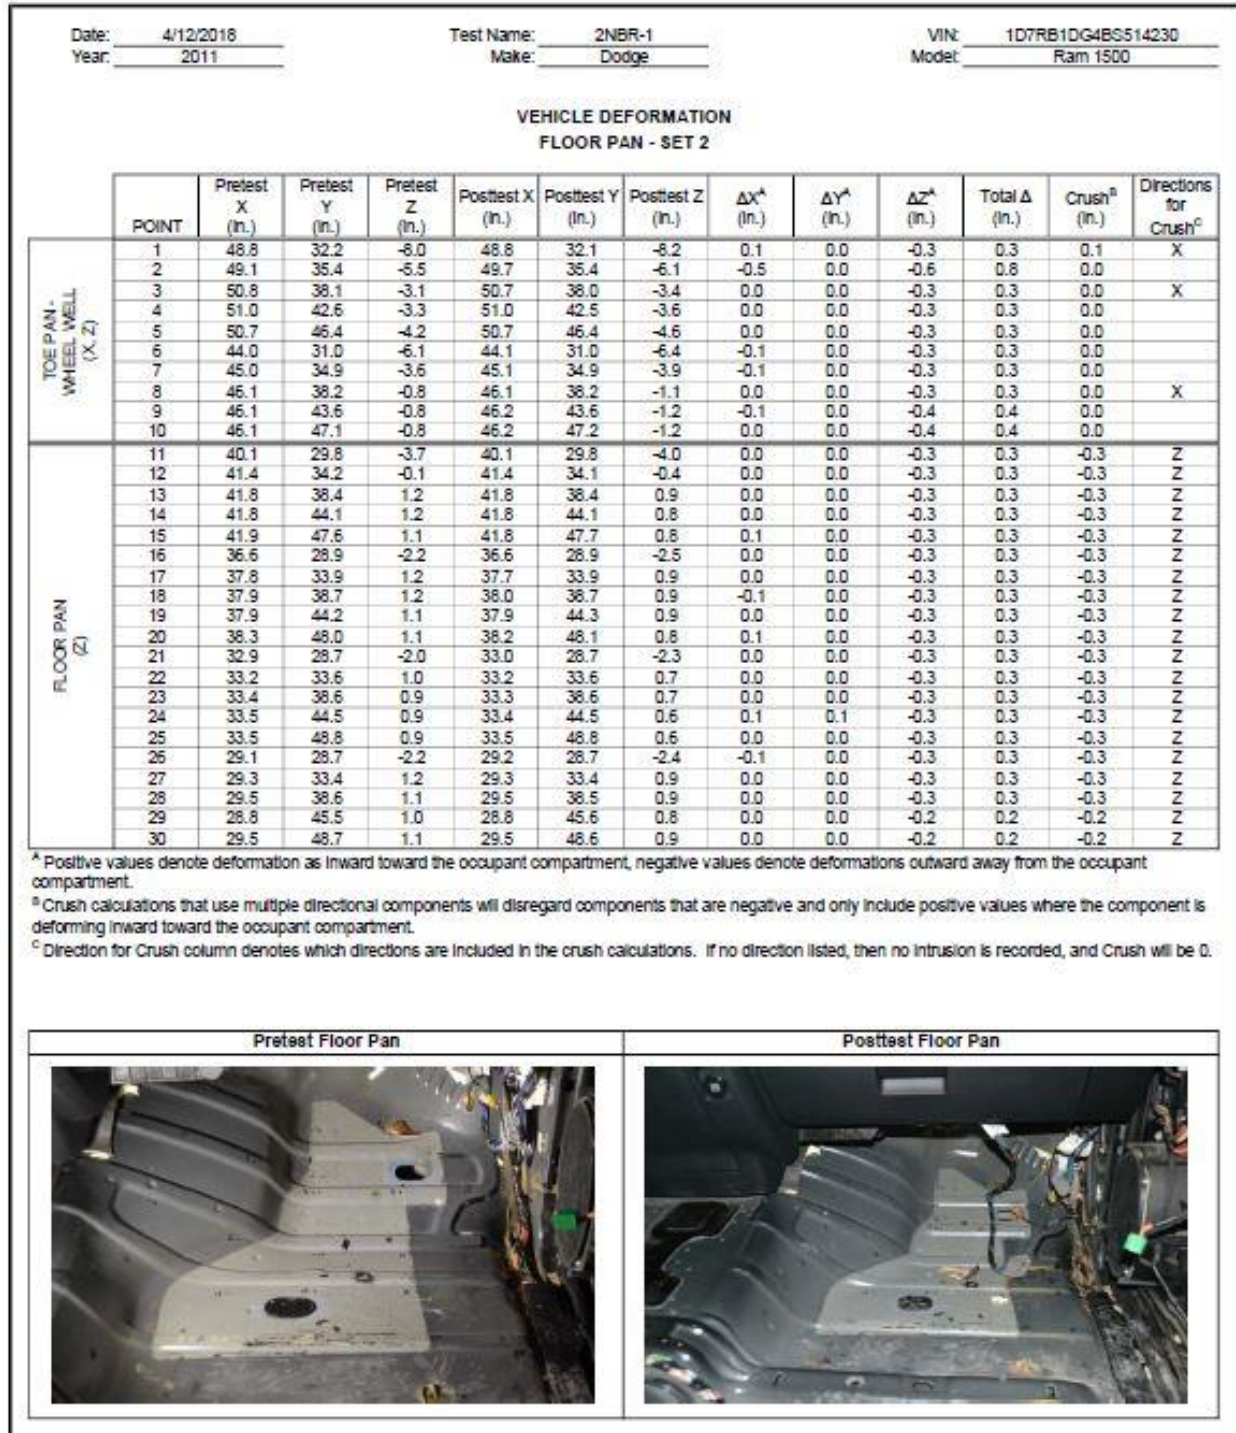 Date: 4/12/2018 Test Name: 2NBR-1 VIN: 1D7RB1DG4BS514230
Year: 2011 Make: Dodge Model: Ram 1500
VEHICLE DEFORMATION
FLOOR PAN - SET 2
POINT Pretest X (in.) Pretest Y (in.) Pretest Z (in.) Posttest X (in.) Posttest Y (in.) Posttest Z (in.) ΔXᴬ (in.) ΔYᴬ (in.) ΔZᴬ (in.) Total Δ (in.) Crushᴮ (in.) Directions for Crushᶜ
TOE PAN - WHEEL WELL (X, Z)
1 48.8 32.2 -6.0 48.8 32.1 -6.2 0.1 0.0 -0.3 0.3 0.1 X
2 49.1 35.4 -5.5 49.7 35.4 -6.1 -0.5 0.0 -0.6 0.8 0.0
3 50.8 38.1 -3.1 50.7 38.0 -3.4 0.0 0.0 -0.3 0.3 0.0 X
4 51.0 42.6 -3.3 51.0 42.5 -3.6 0.0 0.0 -0.3 0.3 0.0
5 50.7 46.4 -4.2 50.7 46.4 -4.6 0.0 0.0 -0.3 0.3 0.0
6 44.0 31.0 -6.1 44.1 31.0 -6.4 -0.1 0.0 -0.3 0.3 0.0
7 45.0 34.9 -3.6 45.1 34.9 -3.9 -0.1 0.0 -0.3 0.3 0.0
8 46.1 38.2 -0.8 46.1 38.2 -1.1 0.0 0.0 -0.3 0.3 0.0 X
9 46.1 43.6 -0.8 46.2 43.6 -1.2 -0.1 0.0 -0.4 0.4 0.0
10 46.1 47.1 -0.8 46.2 47.2 -1.2 0.0 0.0 -0.4 0.4 0.0
FLOOR PAN (Z)
11 40.1 29.8 -3.7 40.1 29.8 -4.0 0.0 0.0 -0.3 0.3 -0.3 Z
12 41.4 34.2 -0.1 41.4 34.1 -0.4 0.0 0.0 -0.3 0.3 -0.3 Z
13 41.8 38.4 1.2 41.8 38.4 0.9 0.0 0.0 -0.3 0.3 -0.3 Z
14 41.8 44.1 1.2 41.8 44.1 0.8 0.0 0.0 -0.3 0.3 -0.3 Z
15 41.9 47.6 1.1 41.8 47.7 0.8 0.1 0.0 -0.3 0.3 -0.3 Z
16 36.6 28.9 -2.2 36.6 28.9 -2.5 0.0 0.0 -0.3 0.3 -0.3 Z
17 37.8 33.9 1.2 37.7 33.9 0.9 0.0 0.0 -0.3 0.3 -0.3 Z
18 37.9 38.7 1.2 38.0 38.7 0.9 -0.1 0.0 -0.3 0.3 -0.3 Z
19 37.9 44.2 1.1 37.9 44.3 0.9 0.0 0.0 -0.3 0.3 -0.3 Z
20 38.3 48.0 1.1 38.2 48.1 0.8 0.1 0.0 -0.3 0.3 -0.3 Z
21 32.9 28.7 -2.0 33.0 28.7 -2.3 0.0 0.0 -0.3 0.3 -0.3 Z
22 33.2 33.6 1.0 33.2 33.6 0.7 0.0 0.0 -0.3 0.3 -0.3 Z
23 33.4 38.6 0.9 33.3 38.6 0.7 0.0 0.0 -0.3 0.3 -0.3 Z
24 33.5 44.5 0.9 33.4 44.5 0.6 0.1 0.1 -0.3 0.3 -0.3 Z
25 33.5 48.8 0.9 33.5 48.8 0.6 0.0 0.0 -0.3 0.3 -0.3 Z
26 29.1 28.7 -2.2 29.2 28.7 -2.4 -0.1 0.0 -0.3 0.3 -0.3 Z
27 29.3 33.4 1.2 29.3 33.4 0.9 0.0 0.0 -0.3 0.3 -0.3 Z
28 29.5 38.6 1.1 29.5 38.5 0.9 0.0 0.0 -0.3 0.3 -0.3 Z
29 28.8 45.5 1.0 28.8 45.6 0.8 0.0 0.0 -0.2 0.2 -0.2 Z
30 29.5 48.7 1.1 29.5 48.6 0.9 0.0 0.0 -0.2 0.2 -0.2 Z
ᴬ Positive values denote deformation as inward toward the occupant compartment, negative values denote deformations outward away from the occupant
compartment.
ᴮ Crush calculations that use multiple directional components will disregard components that are negative and only include positive values where the component is
deforming inward toward the occupant compartment.
ᶜ Direction for Crush column denotes which directions are included in the crush calculations. If no direction listed, then no intrusion is recorded, and Crush will be 0.
Pretest Floor Pan Posttest Floor Pan